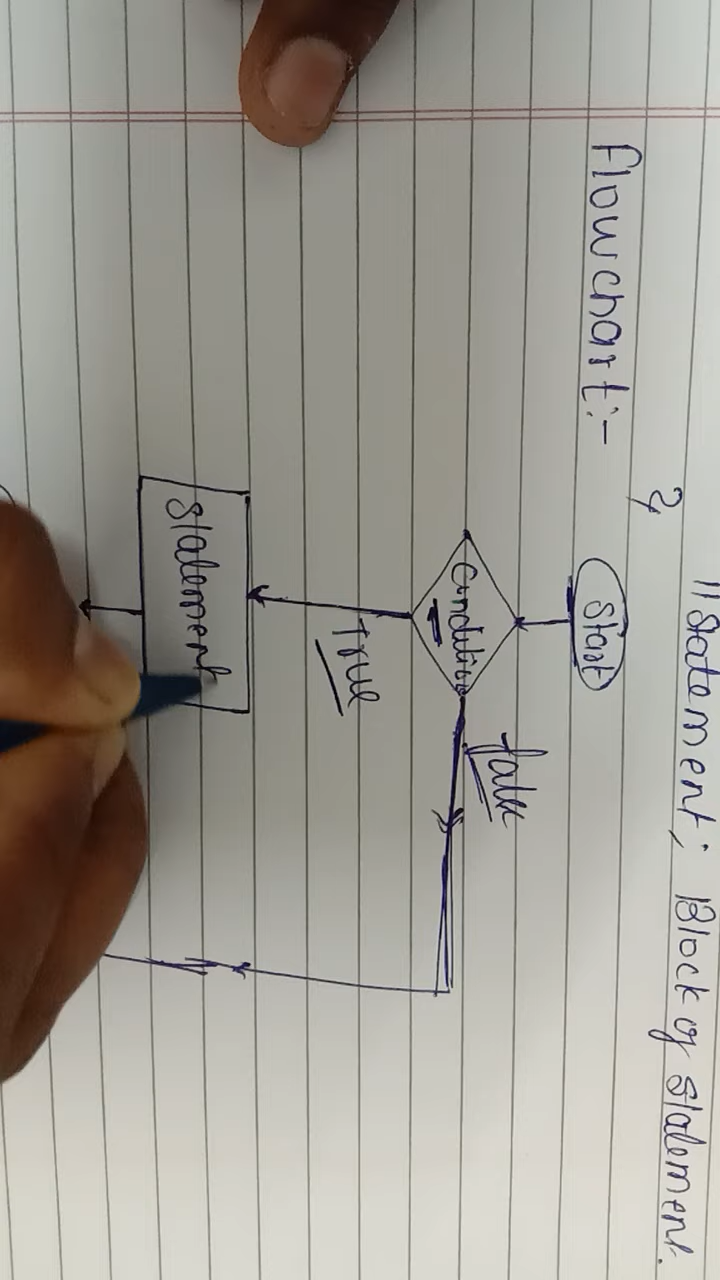 // Statement; Block of statement.
}
Flowchart:-
Start
Condition
False
True
Statement